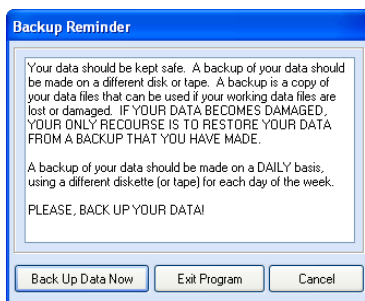 Backup Reminder
Your data should be kept safe. A backup of your data should
be made on a different disk or tape. A backup is a copy of
your data files that can be used if your working data files are
lost or damaged. IF YOUR DATA BECOMES DAMAGED,
YOUR ONLY RECOURSE IS TO RESTORE YOUR DATA
FROM A BACKUP THAT YOU HAVE MADE.
A backup of your data should be made on a DAILY basis,
using a different diskette (or tape) for each day of the week.
PLEASE, BACK UP YOUR DATA!
Back Up Data Now
Exit Program
Cancel